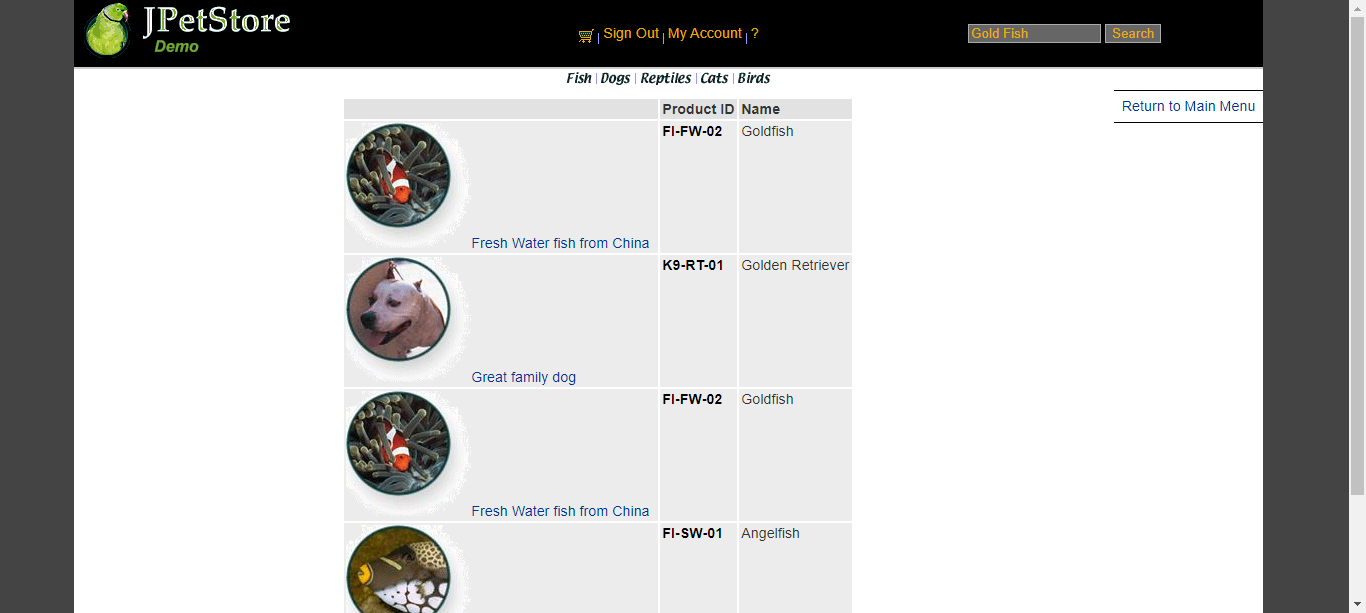 JPetStore
Demo
Sign Out | My Account | ?
Gold Fish Search
Fish | Dogs | Reptiles | Cats | Birds
Return to Main Menu
Product ID Name
FI-FW-02 Goldfish
Fresh Water fish from China
K9-RT-01 Golden Retriever
Great family dog
FI-FW-02 Goldfish
Fresh Water fish from China
FI-SW-01 Angelfish